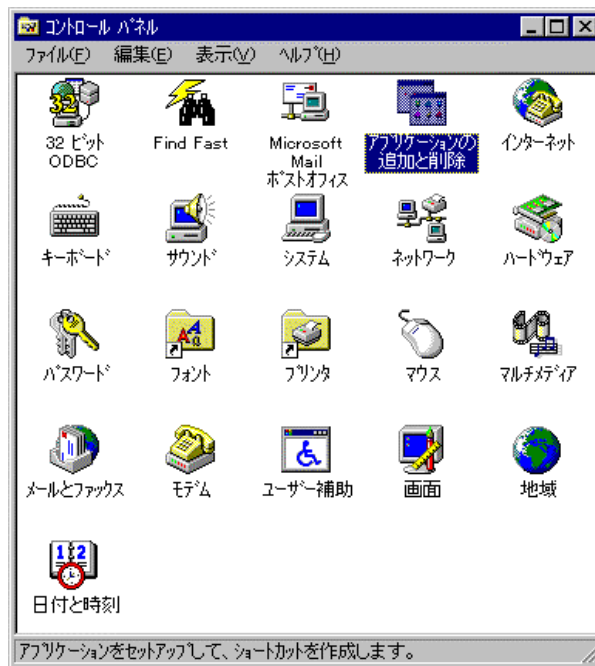 コントロール パネル
ファイル(F) 編集(E) 表示(V) ヘルプ(H)
32
32 ビット
ODBC
Find Fast
Microsoft
Mail
ポストオフィス
アプリケーションの
追加と削除
インターネット
キーボード
サウンド
システム
ネットワーク
ハードウェア
パスワード
フォント
プリンタ
マウス
マルチメディア
メールとファックス
モデム
ユーザー補助
画面
地域
日付と時刻
アプリケーションをセットアップして、ショートカットを作成します。